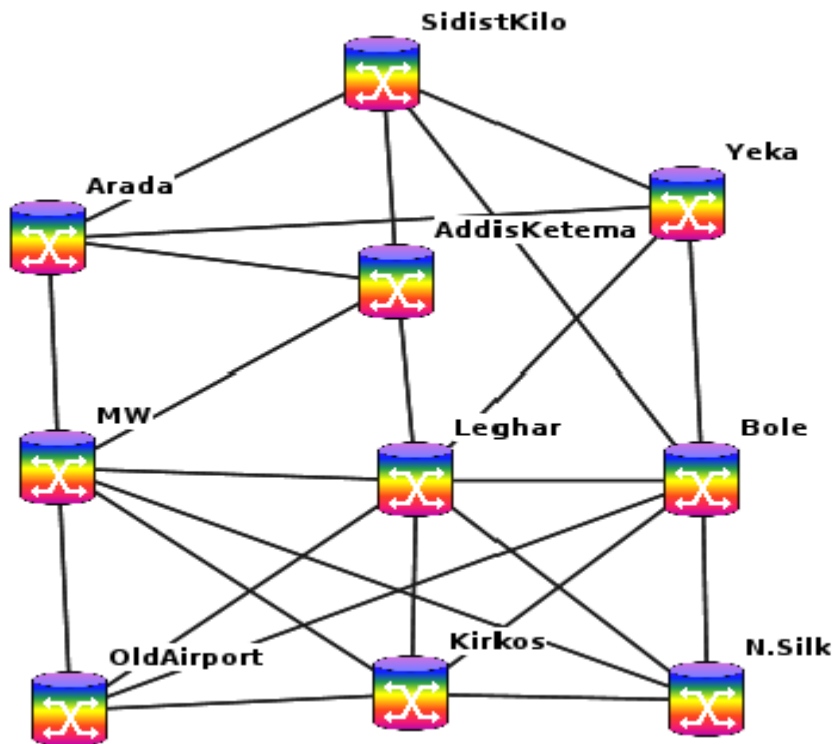 SidistKilo
Yeka
Arada
AddisKetema
MW
Leghar
Bole
OldAirport
Kirkos
N.Silk